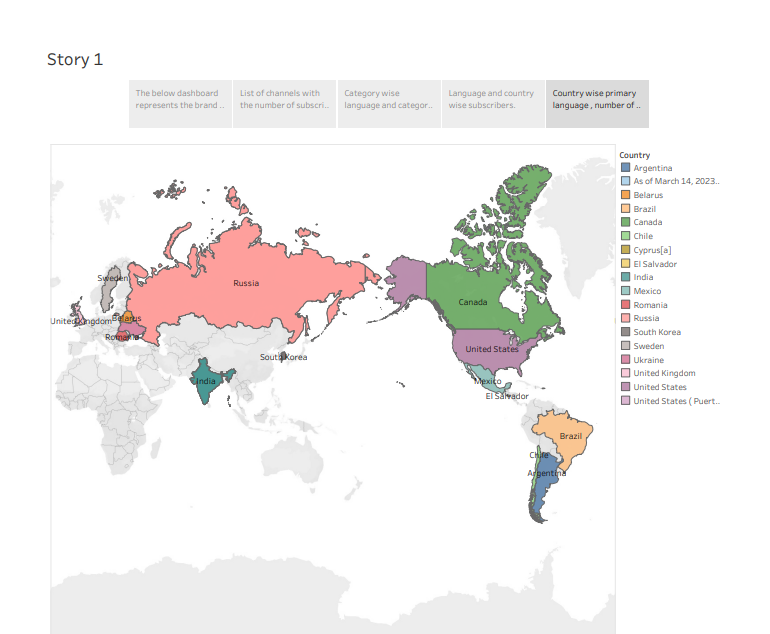 Story 1
The below dashboard
represents the brand ..
List of channels with
the number of subscri..
Category wise
language and categor..
Language and country
wise subscribers.
Country wise primary
language , number of ..
Country
Argentina
As of March 14, 2023..
Belarus
Brazil
Canada
Chile
Cyprus[a]
El Salvador
India
Mexico
Romania
Russia
South Korea
Sweden
Ukraine
United Kingdom
United States
United States ( Puert..
Sweden
Russia
Canada
United Kingdom
Belarus
Romania
South Korea
United States
India
Mexico
El Salvador
Brazil
Chile
Argentina